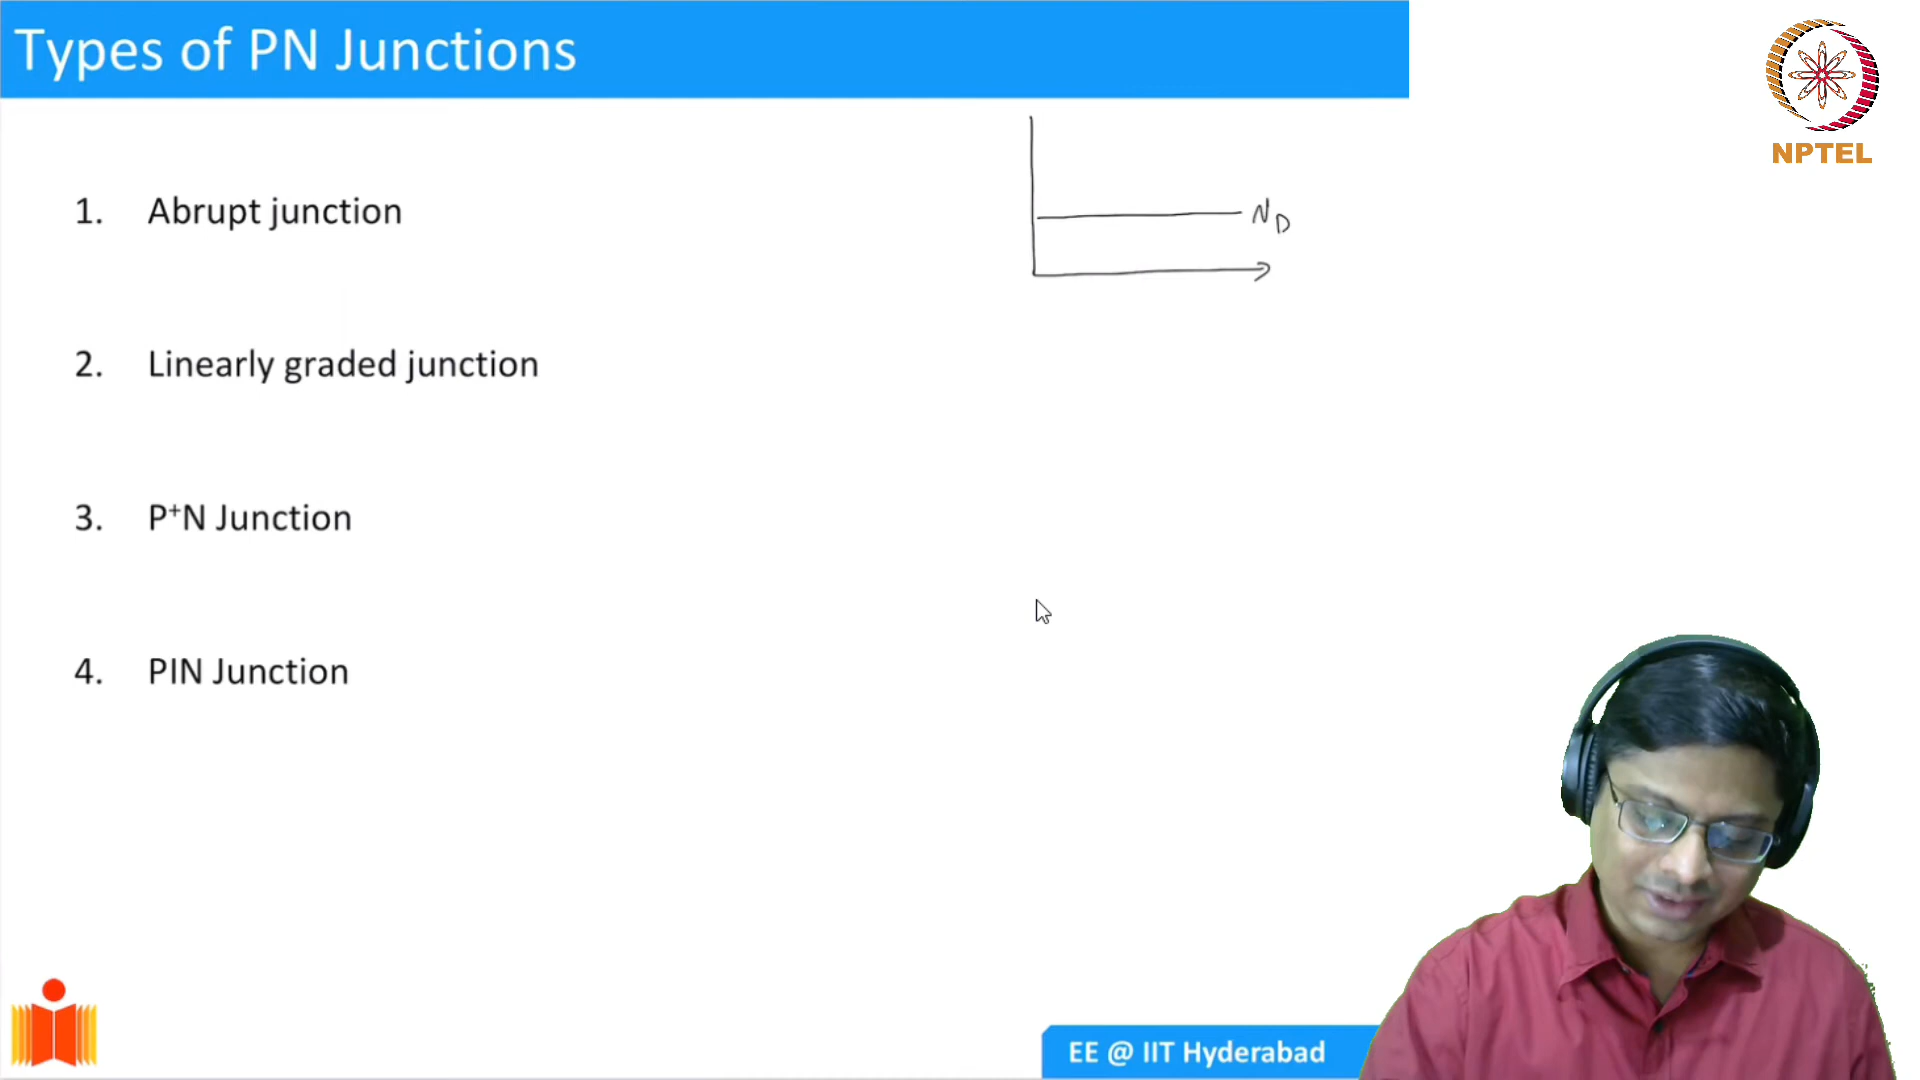 Types of PN Junctions
NPTEL
1. Abrupt junction
N_D
2. Linearly graded junction
3. P⁺N Junction
4. PIN Junction
EE @ IIT Hyderabad